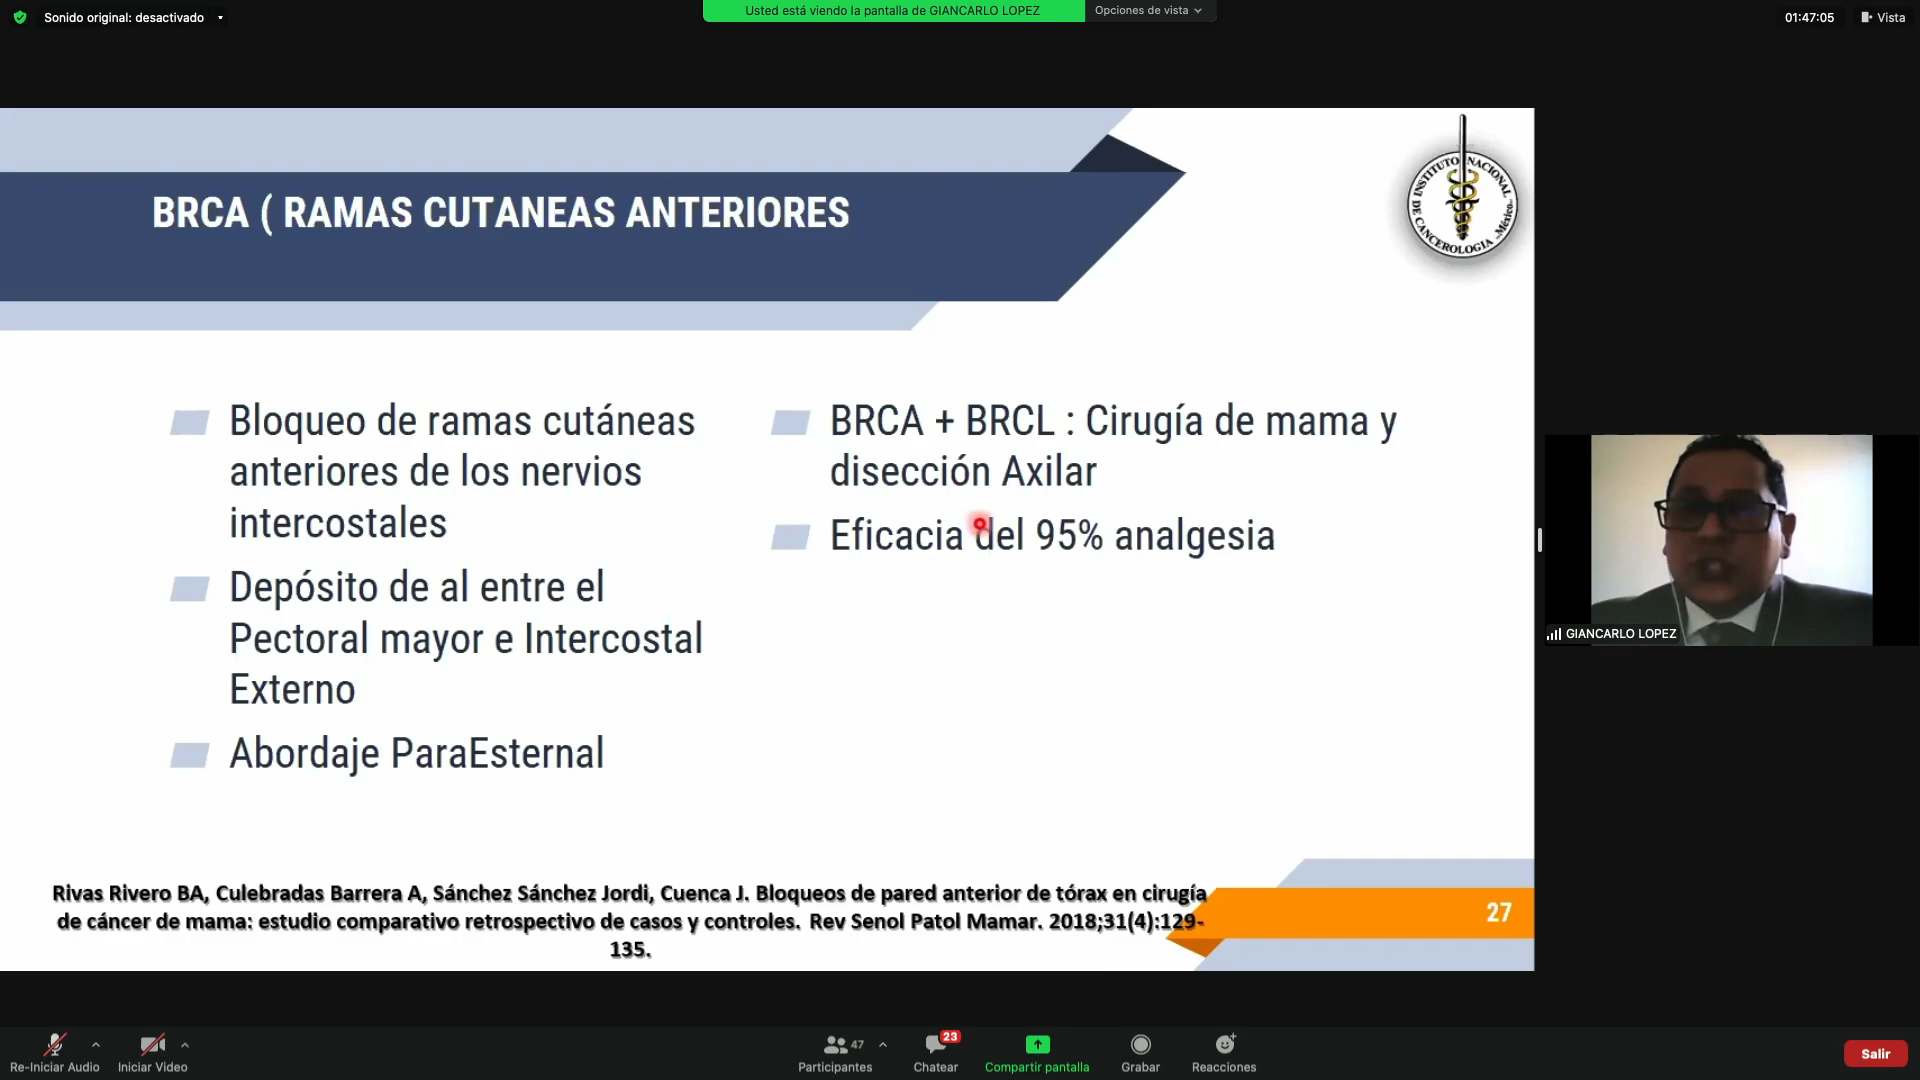 Sonido original: desactivado
Usted está viendo la pantalla de GIANCARLO LOPEZ
Opciones de vista
01:47:05
Vista
BRCA ( RAMAS CUTANEAS ANTERIORES
INSTITUTO NACIONAL
DE CANCEROLOGIA
México
Bloqueo de ramas cutáneas
anteriores de los nervios
intercostales
Depósito de al entre el
Pectoral mayor e Intercostal
Externo
Abordaje ParaEsternal
BRCA + BRCL : Cirugía de mama y
disección Axilar
Eficacia del 95% analgesia
GIANCARLO LOPEZ
Rivas Rivero BA, Culebradas Barrera A, Sánchez Sánchez Jordi, Cuenca J. Bloqueos de pared anterior de tórax en cirugía
de cáncer de mama: estudio comparativo retrospectivo de casos y controles. Rev Senol Patol Mamar. 2018;31(4):129-
135.
27
Re-Iniciar Audio
Iniciar Video
47
Participantes
23
Chatear
Compartir pantalla
Grabar
Reacciones
Salir